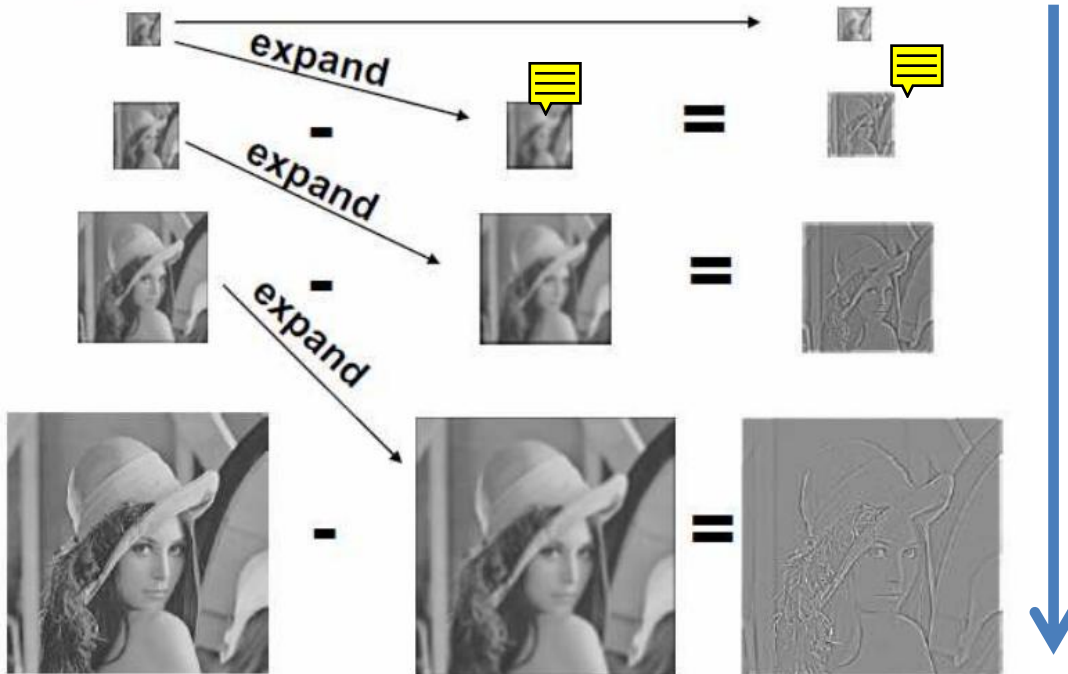 expand
-
=
expand
-
=
expand
-
=